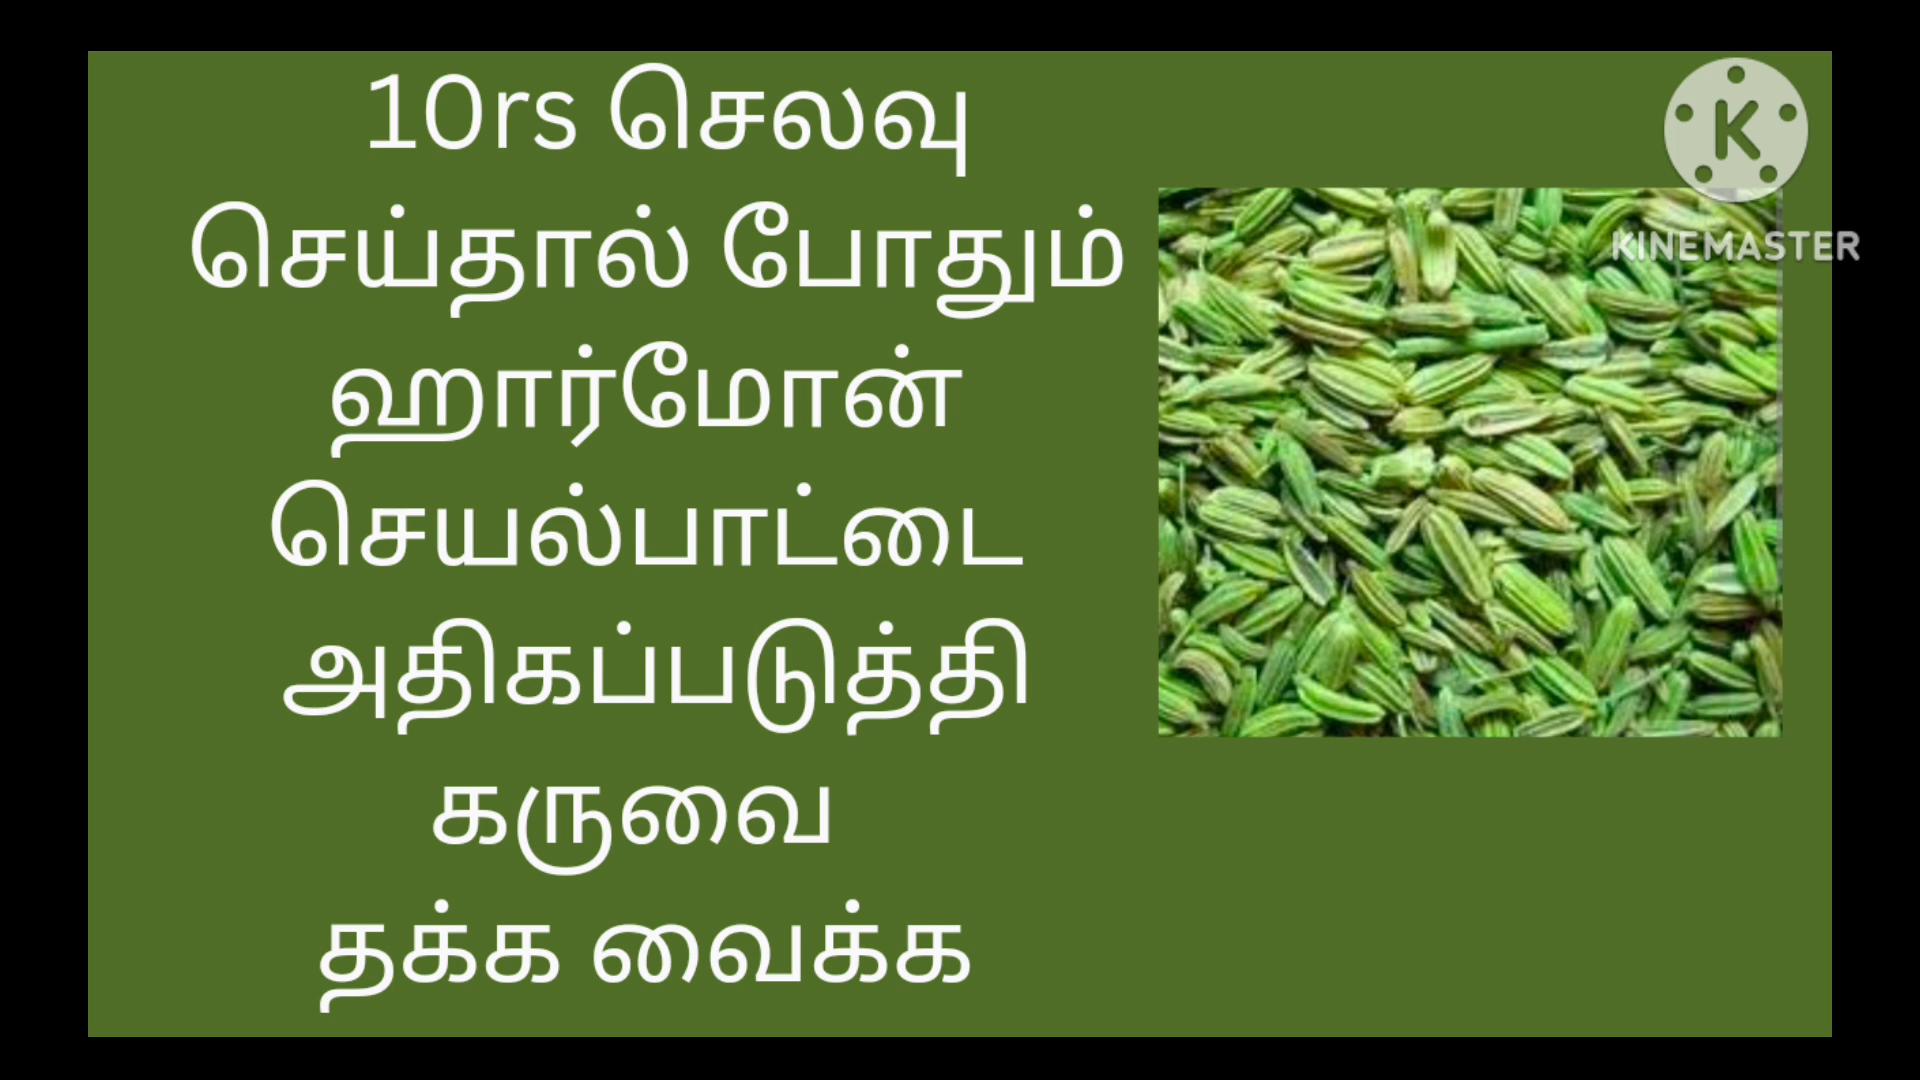 10rs செலவு
செய்தால் போதும்
ஹார்மோன்
செயல்பாட்டை
அதிகப்படுத்தி
கருவை
தக்க வைக்க
K
KINEMASTER